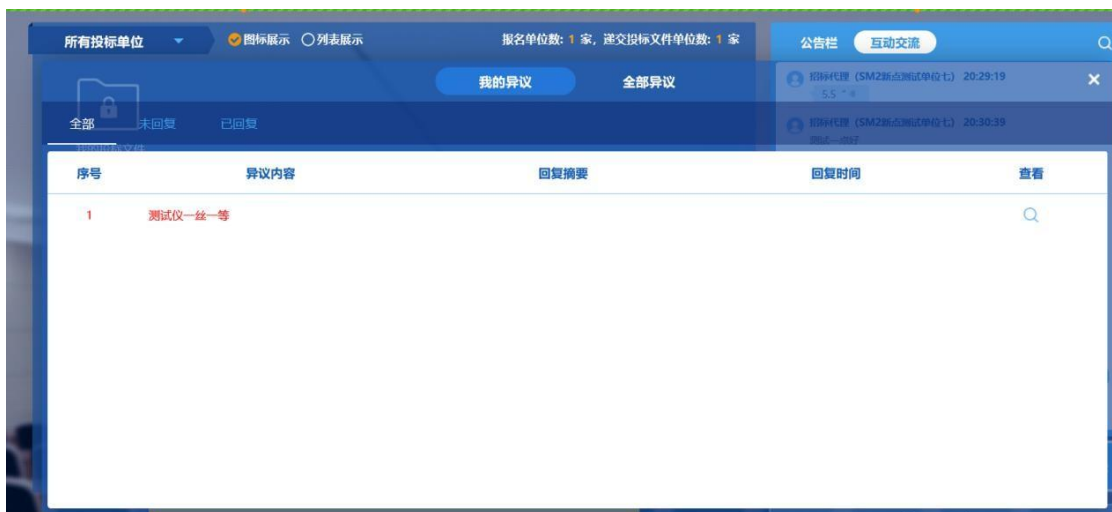 所有投标单位
图标展示 列表展示
报名单位数: 1 家, 递交投标文件单位数: 1 家
公告栏 互动交流
我的异议 全部异议
招标代理 (SM2新点测试单位七) 20:29:19
全部 未回复 已回复
招标代理 (SM2新点测试单位七) 20:30:39
序号 异议内容 回复摘要 回复时间 查看
1 测试仪一丝一等